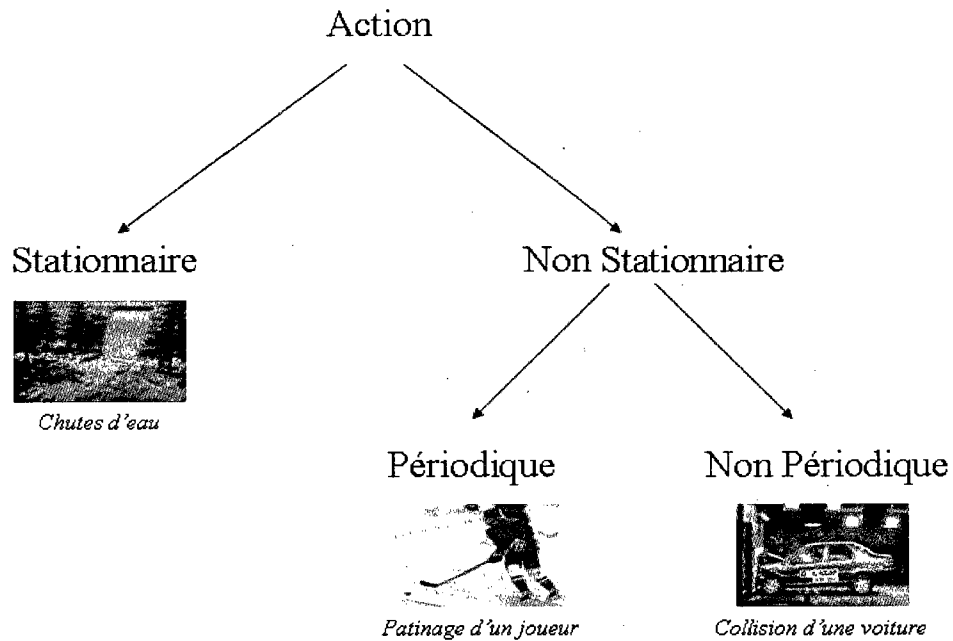 Action
Stationnaire
Non Stationnaire
Chutes d'eau
Périodique
Non Périodique
Patinage d'un joueur
Collision d'une voiture